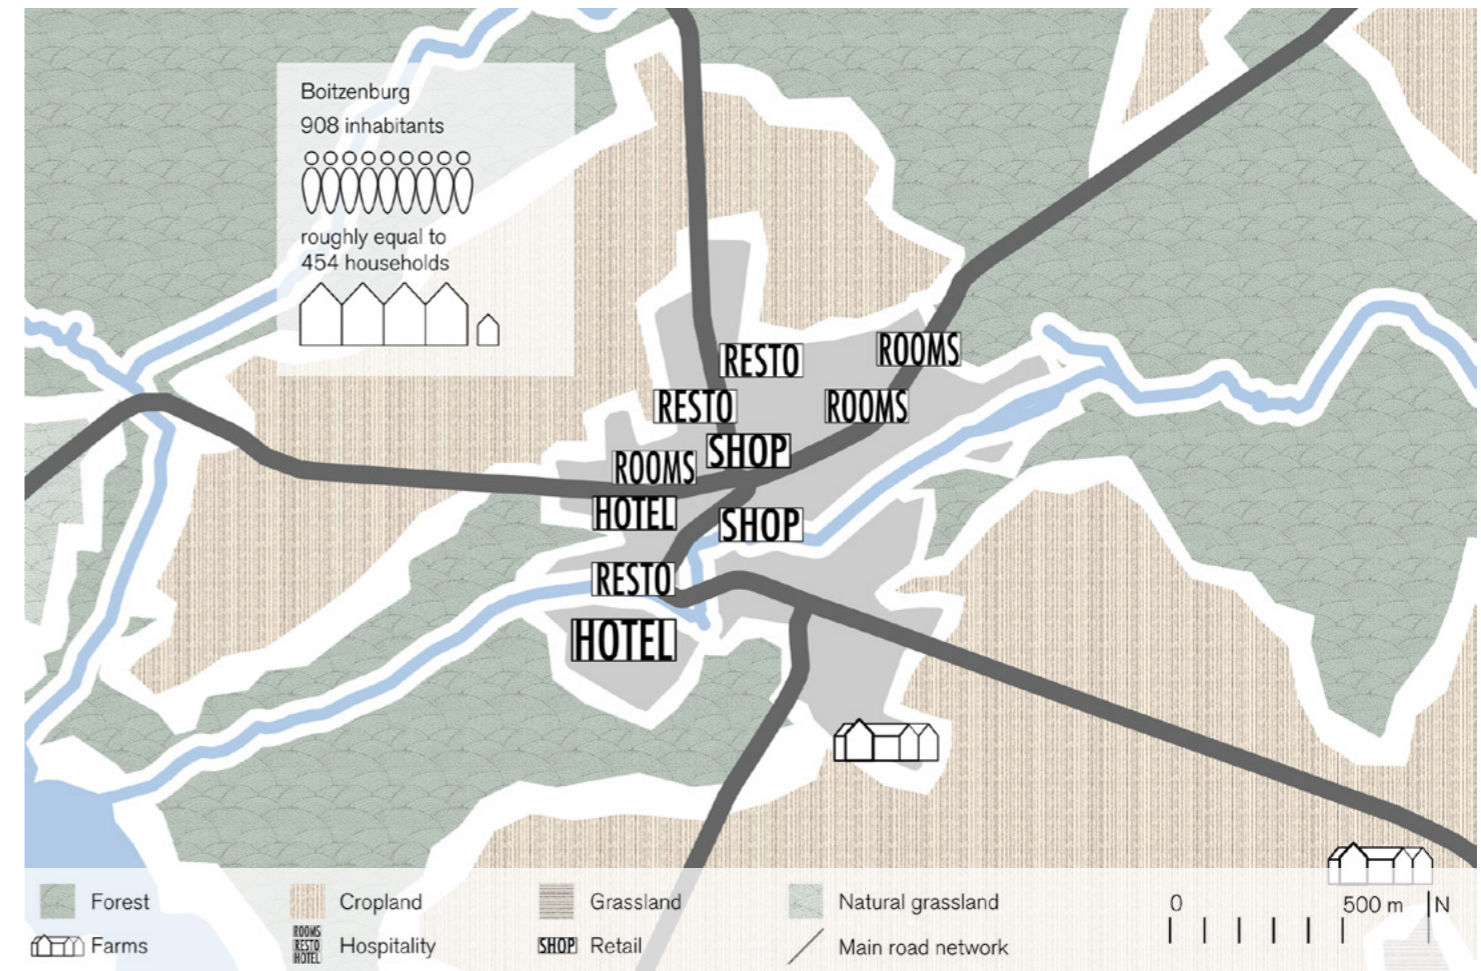 Boitzenburg
908 inhabitants
roughly equal to
454 households
RESTO
ROOMS
RESTO
ROOMS
SHOP
ROOMS
HOTEL
SHOP
RESTO
HOTEL
Forest
Cropland
Grassland
Natural grassland
0
500 m
N
Farms
ROOMS
RESTO
HOTEL
Hospitality
SHOP
Retail
Main road network